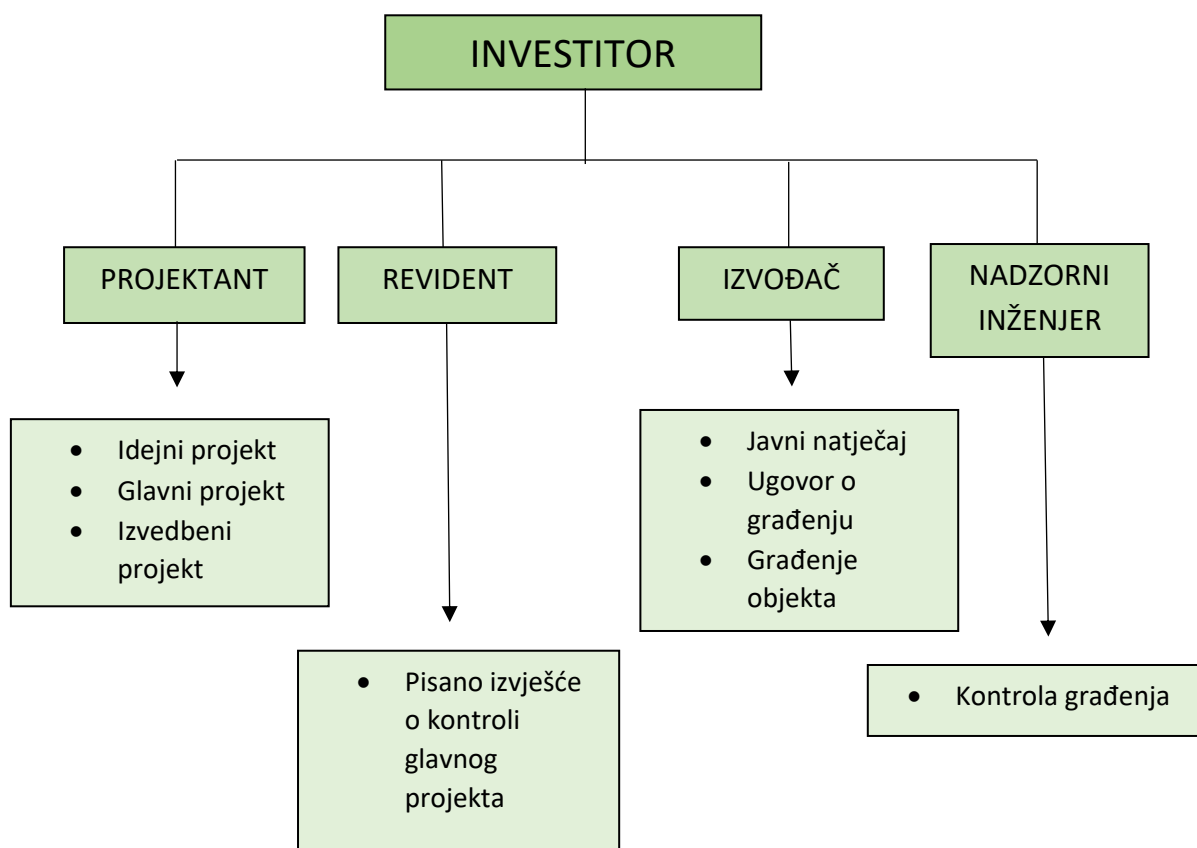 INVESTITOR
PROJEKTANT
REVIDENT
IZVOĐAČ
NADZORNI
INŽENJER
• Idejni projekt
• Glavni projekt
• Izvedbeni
projekt
• Pisano izvješće
o kontroli
glavnog
projekta
• Javni natječaj
• Ugovor o
građenju
• Građenje
objekta
• Kontrola građenja